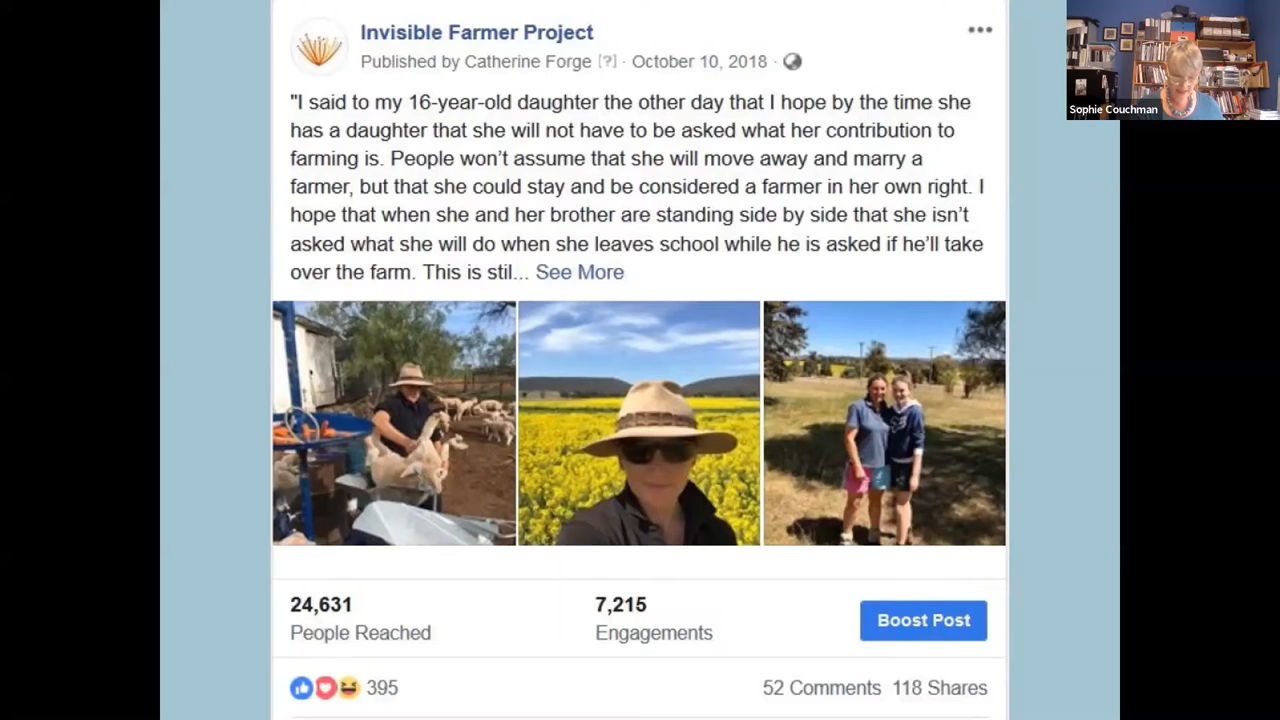 Invisible Farmer Project
Published by Catherine Forge [?] · October 10, 2018 ·
"I said to my 16-year-old daughter the other day that I hope by the time she
has a daughter that she will not have to be asked what her contribution to
farming is. People won’t assume that she will move away and marry a
farmer, but that she could stay and be considered a farmer in her own right. I
hope that when she and her brother are standing side by side that she isn’t
asked what she will do when she leaves school while he is asked if he’ll take
over the farm. This is stil... See More
24,631
People Reached
7,215
Engagements
Boost Post
395
52 Comments 118 Shares
Sophie Couchman